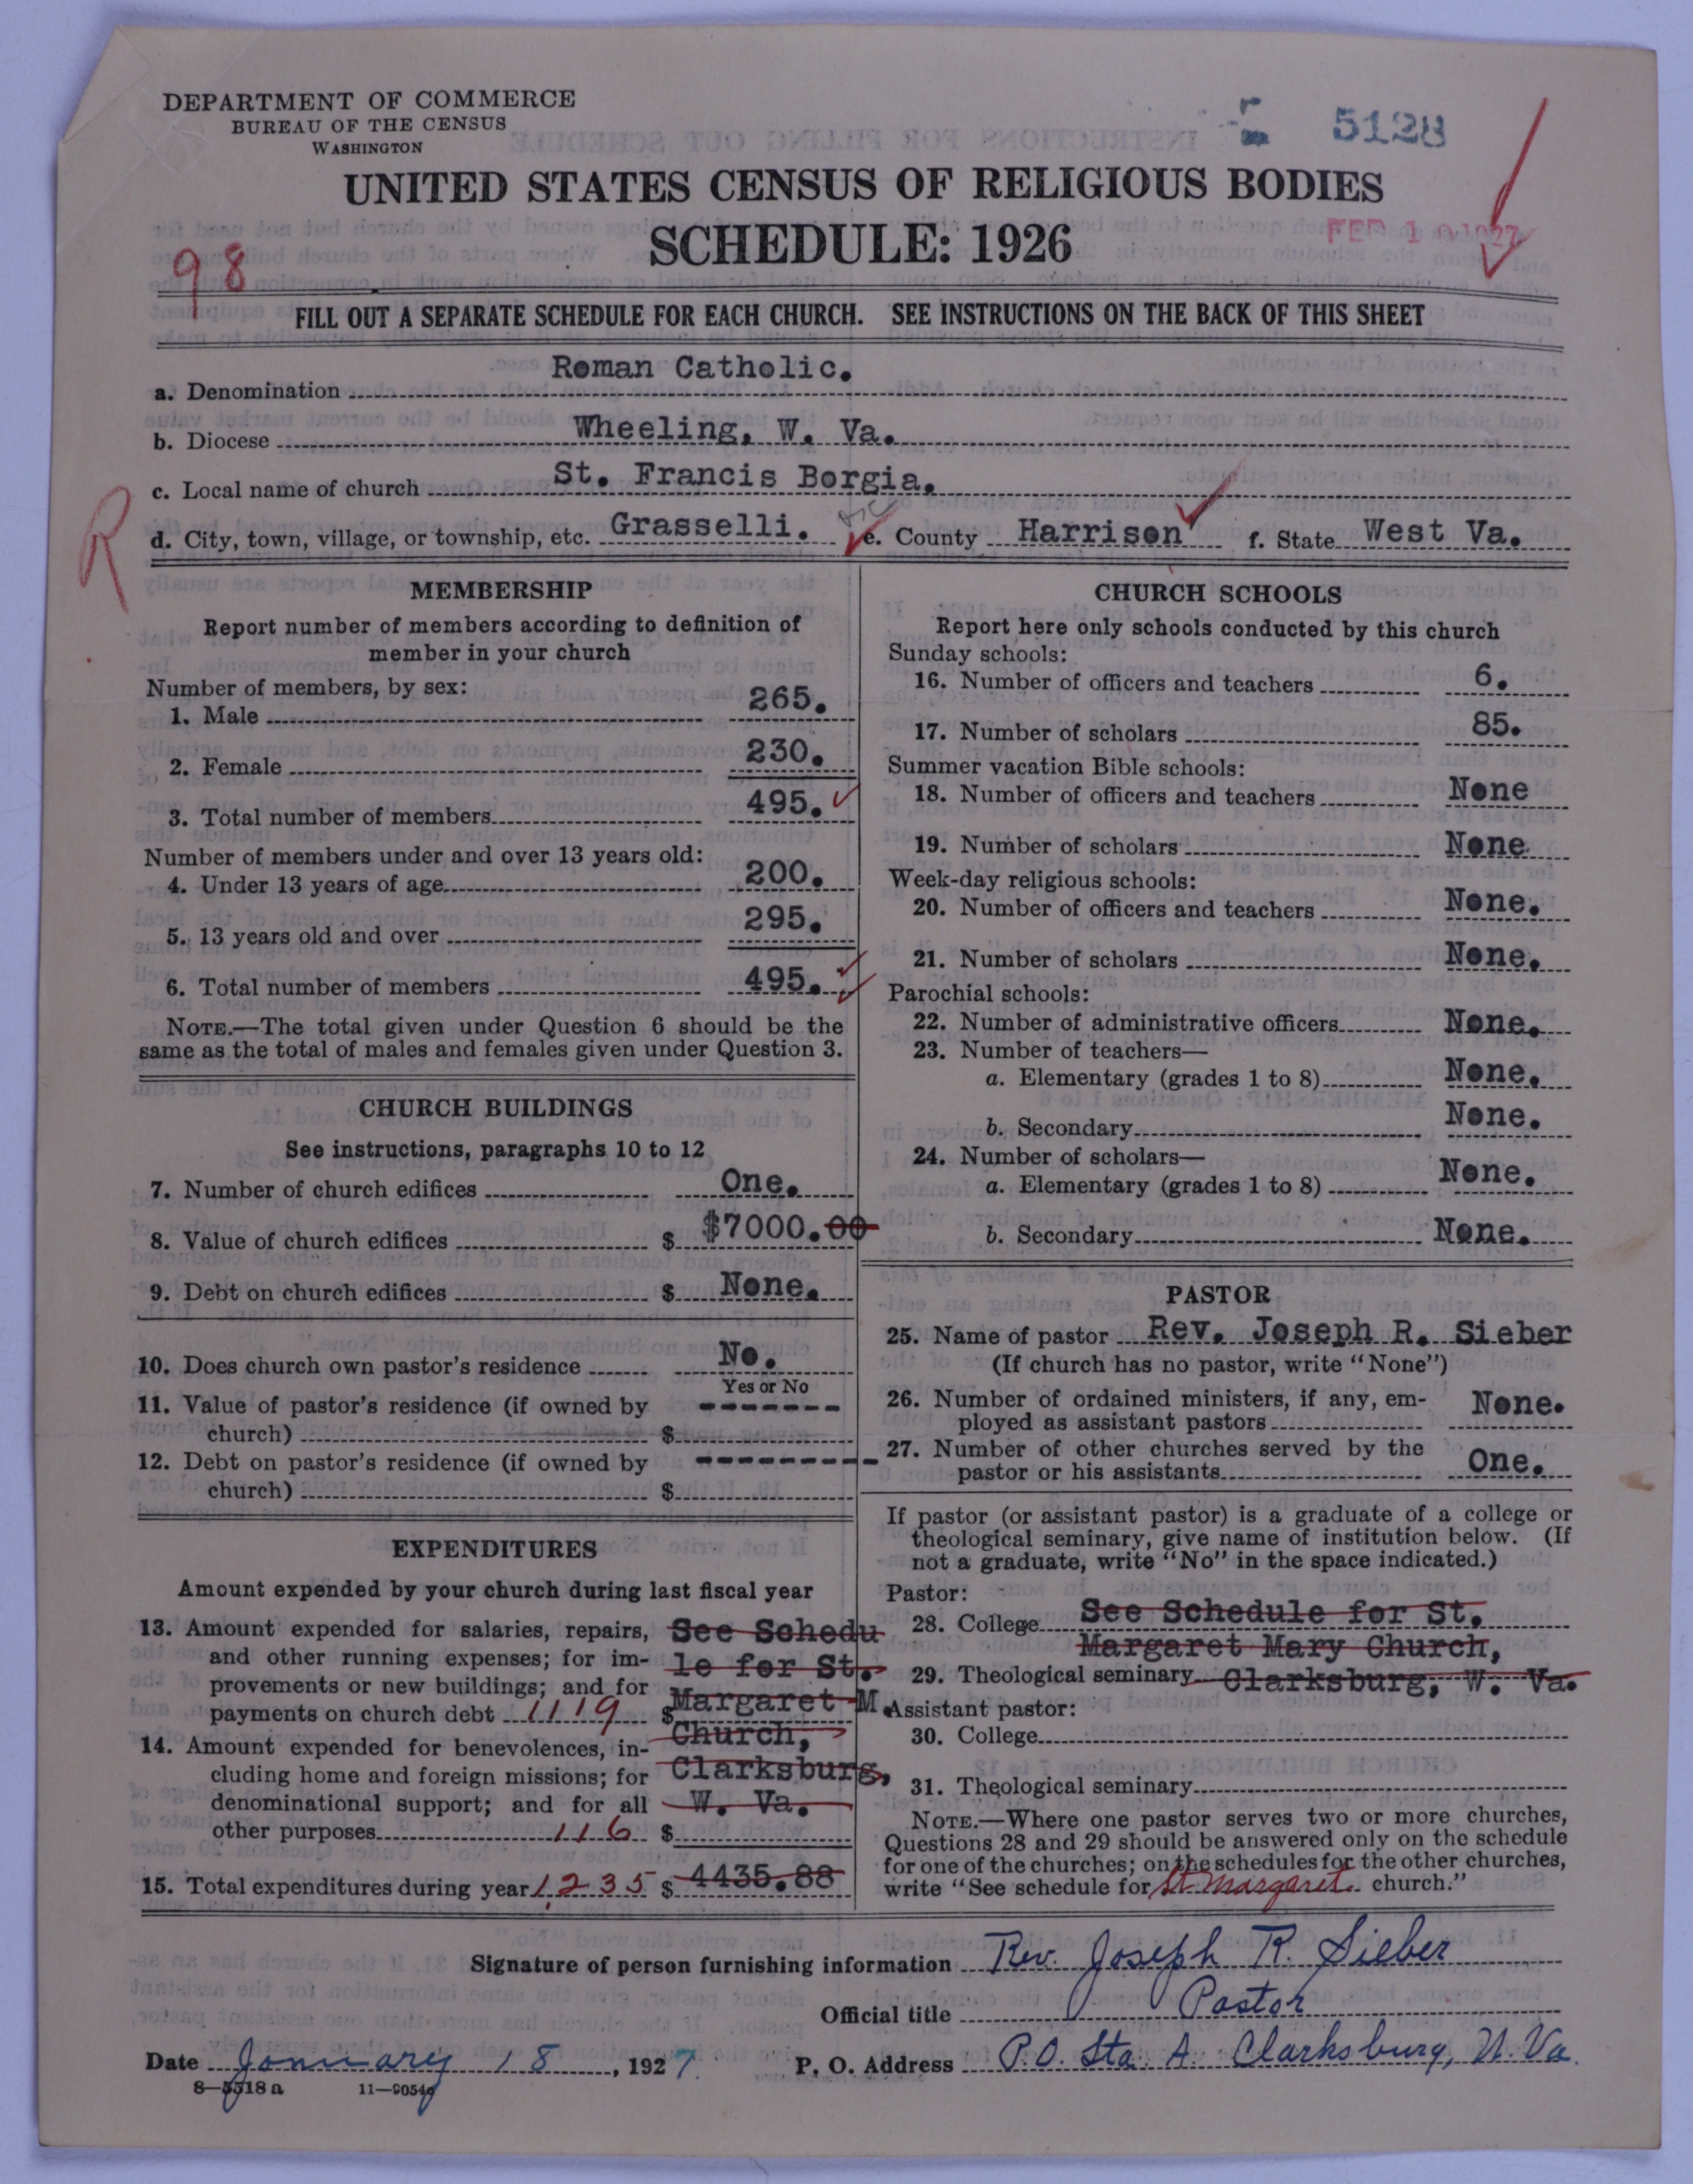 DEPARTMENT OF COMMERCE
BUREAU OF THE CENSUS
WASHINGTON
5128
UNITED STATES CENSUS OF RELIGIOUS BODIES
SCHEDULE: 1926
FEB 10 1927
98
FILL OUT A SEPARATE SCHEDULE FOR EACH CHURCH. SEE INSTRUCTIONS ON THE BACK OF THIS SHEET
a. Denomination Roman Catholic.
b. Diocese Wheeling, W. Va.
c. Local name of church St. Francis Borgia.
R
d. City, town, village, or township, etc. Grasselli. e. County Harrison f. State West Va.
MEMBERSHIP
Report number of members according to definition of
member in your church
Number of members, by sex:
1. Male 265.
2. Female 230.
3. Total number of members 495.
Number of members under and over 13 years old:
4. Under 13 years of age 200.
5. 13 years old and over 295.
6. Total number of members 495.
NOTE.—The total given under Question 6 should be the
same as the total of males and females given under Question 3.
CHURCH BUILDINGS
See instructions, paragraphs 10 to 12
7. Number of church edifices One.
8. Value of church edifices $ $7000.00
9. Debt on church edifices $ None.
10. Does church own pastor's residence No.
Yes or No
11. Value of pastor's residence (if owned by -------
church) $
12. Debt on pastor's residence (if owned by ---------
church) $
EXPENDITURES
Amount expended by your church during last fiscal year
13. Amount expended for salaries, repairs, See Schedu
and other running expenses; for im- le for St.
provements or new buildings; and for Margaret M.
payments on church debt 1119 $
Church,
14. Amount expended for benevolences, in-
cluding home and foreign missions; for Clarksburg,
denominational support; and for all W. Va.
other purposes 116 $
15. Total expenditures during year 1235 $ 4435.88
CHURCH SCHOOLS
Report here only schools conducted by this church
Sunday schools:
16. Number of officers and teachers 6.
17. Number of scholars 85.
Summer vacation Bible schools:
18. Number of officers and teachers None
19. Number of scholars None.
Week-day religious schools:
20. Number of officers and teachers None.
21. Number of scholars None.
Parochial schools:
22. Number of administrative officers None.
23. Number of teachers—
a. Elementary (grades 1 to 8) None.
b. Secondary None.
24. Number of scholars—
a. Elementary (grades 1 to 8) None.
b. Secondary None.
PASTOR
25. Name of pastor Rev. Joseph R. Sieber
(If church has no pastor, write "None")
26. Number of ordained ministers, if any, em-
ployed as assistant pastors None.
27. Number of other churches served by the
pastor or his assistants One.
If pastor (or assistant pastor) is a graduate of a college or
theological seminary, give name of institution below. (If
not a graduate, write "No" in the space indicated.)
Pastor:
28. College See Schedule for St.
Margaret Mary Church,
29. Theological seminary Clarksburg, W. Va.
Assistant pastor:
30. College
31. Theological seminary
NOTE.—Where one pastor serves two or more churches,
Questions 28 and 29 should be answered only on the schedule
for one of the churches; on the schedules for the other churches,
write "See schedule for St. Margaret church."
Signature of person furnishing information Rev. Joseph R. Sieber
Official title Pastor
Date January 18, 1927. P. O. Address P.O. Sta. A. Clarksburg, W. Va.
8—5518 a 11—9054